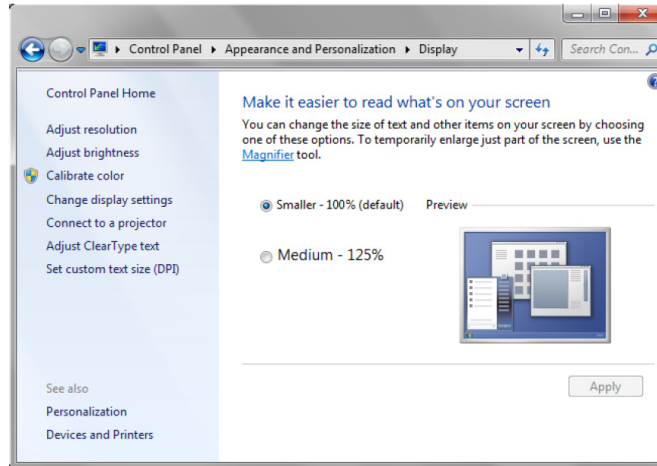 Control Panel ▸ Appearance and Personalization ▸ Display
Search Con...
Control Panel Home
Adjust resolution
Adjust brightness
Calibrate color
Change display settings
Connect to a projector
Adjust ClearType text
Set custom text size (DPI)
See also
Personalization
Devices and Printers
Make it easier to read what's on your screen
You can change the size of text and other items on your screen by choosing
one of these options. To temporarily enlarge just part of the screen, use the
Magnifier tool.
Smaller - 100% (default)
Preview
Medium - 125%
Apply